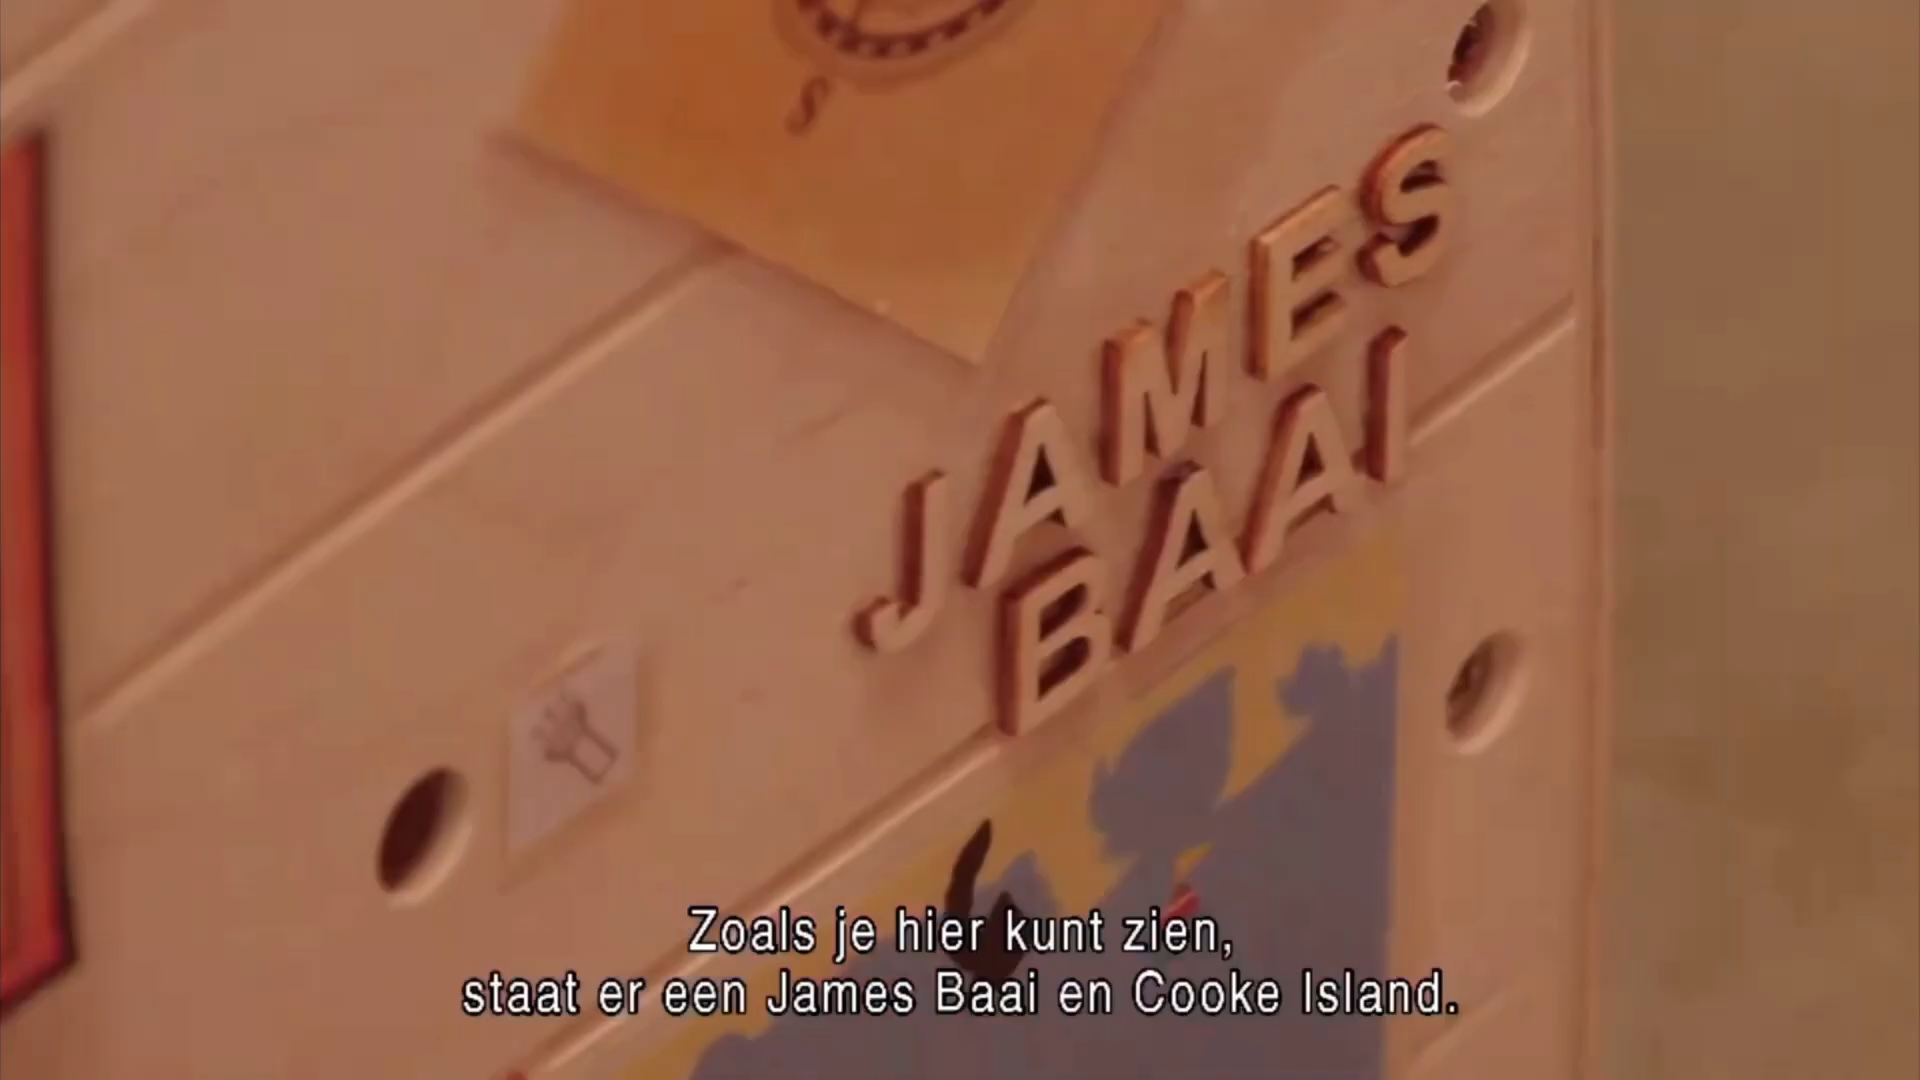 S
JAMES
BAAI
Zoals je hier kunt zien,
staat er een James Baai en Cooke Island.